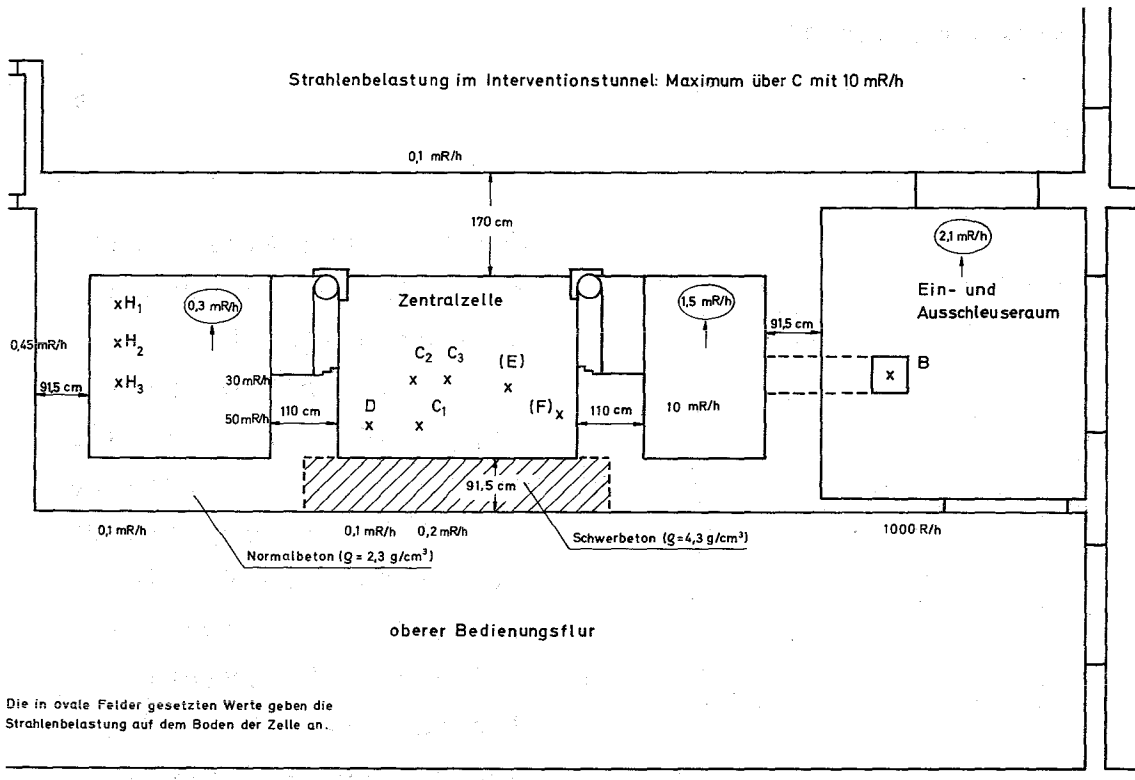 Strahlenbelastung im Interventionstunnel: Maximum über C mit 10 mR/h
0,1 mR/h
170 cm
2,1 mR/h
Zentralzelle
Ein- und
Ausschleuseraum
xH1
0,3 mR/h
1,5 mR/h
91,5 cm
0,45 mR/h
xH2
C2 C3
(E)
B
xH3
91,5 cm
30 mR/h
50 mR/h
110 cm
D
C1
(F)
110 cm
10 mR/h
91,5 cm
0,1 mR/h
0,1 mR/h
0,2 mR/h
1000 R/h
Normalbeton (ϱ = 2,3 g/cm³)
Schwerbeton (ϱ=4,3 g/cm³)
oberer Bedienungsflur
Die in ovale Felder gesetzten Werte geben die
Strahlenbelastung auf dem Boden der Zelle an.